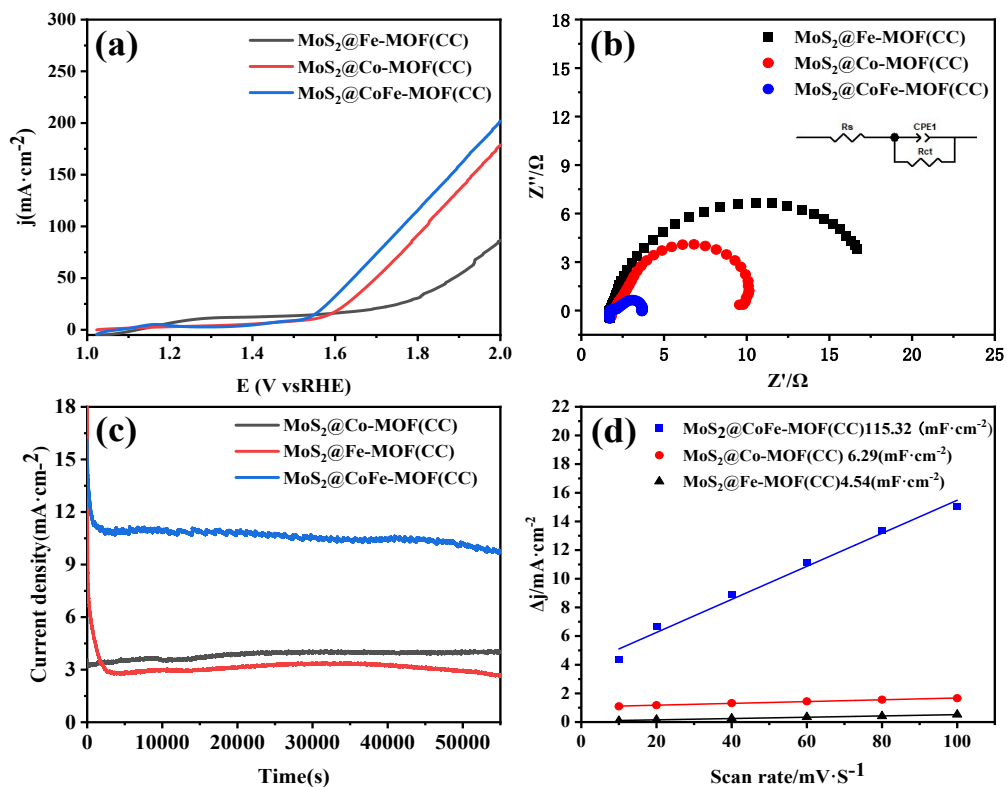 (a)
MoS₂@Fe-MOF(CC)
MoS₂@Co-MOF(CC)
MoS₂@CoFe-MOF(CC)
j(mA·cm⁻²)
300
250
200
150
100
50
0
1.0 1.2 1.4 1.6 1.8 2.0
E (V vsRHE)
(b)
MoS₂@Fe-MOF(CC)
MoS₂@Co-MOF(CC)
MoS₂@CoFe-MOF(CC)
Rs CPE1
Rct
Z''/Ω
18
15
12
9
6
3
0
0 5 10 15 20 25
Z'/Ω
(c)
MoS₂@Co-MOF(CC)
MoS₂@Fe-MOF(CC)
MoS₂@CoFe-MOF(CC)
Current density(mA·cm-²)
18
15
12
9
6
3
0
0 10000 20000 30000 40000 50000
Time(s)
(d)
MoS₂@CoFe-MOF(CC)115.32 (mF·cm⁻²)
MoS₂@Co-MOF(CC) 6.29(mF·cm⁻²)
MoS₂@Fe-MOF(CC)4.54(mF·cm⁻²)
Δj/mA·cm⁻²
22
20
18
16
14
12
10
8
6
4
2
0
20 40 60 80 100
Scan rate/mV·S⁻¹